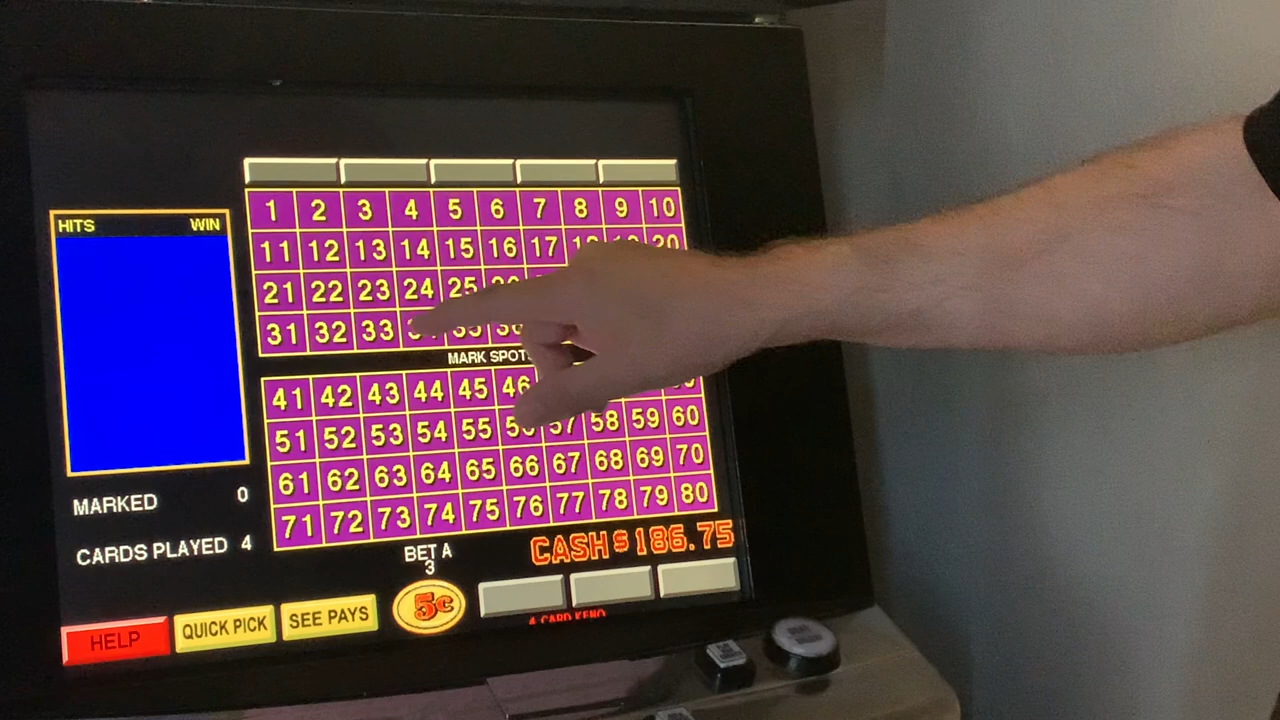 HITS WIN
1 2 3 4 5 6 7 8 9 10
11 12 13 14 15 16 17
21 22 23 24 25
31 32 33 35 36
MARK SPOTS
41 42 43 44 45 46
51 52 53 54 55 56 57 58 59 60
61 62 63 64 65 66 67 68 69 70
71 72 73 74 75 76 77 78 79 80
MARKED 0
CARDS PLAYED 4
BET A
3
CASH $186.75
HELP
QUICK PICK
SEE PAYS
5¢
4 CARD KENO